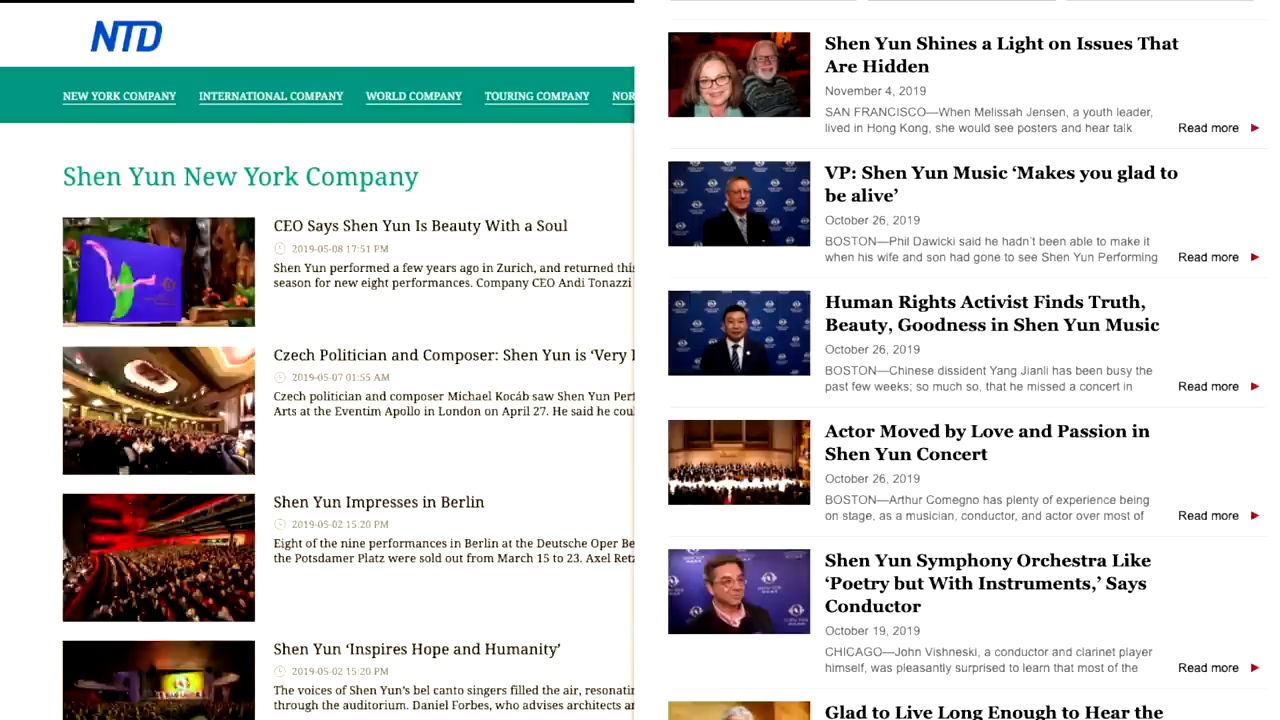 NTD
NEW YORK COMPANY INTERNATIONAL COMPANY WORLD COMPANY TOURING COMPANY NOR
Shen Yun New York Company
CEO Says Shen Yun Is Beauty With a Soul
2019-05-08 17:51 PM
Shen Yun performed a few years ago in Zurich, and returned this
season for new eight performances. Company CEO Andi Tonazzi
Czech Politician and Composer: Shen Yun is ‘Very
2019-05-07 01:55 AM
Czech politician and composer Michael Kocáb saw Shen Yun Perf
Arts at the Eventim Apollo in London on April 27. He said he cou
Shen Yun Impresses in Berlin
2019-05-02 15:20 PM
Eight of the nine performances in Berlin at the Deutsche Oper Be
the Potsdamer Platz were sold out from March 15 to 23. Axel Retz
Shen Yun ‘Inspires Hope and Humanity’
2019-05-02 15:20 PM
The voices of Shen Yun's bel canto singers filled the air, resonatin
through the auditorium. Daniel Forbes, who advises architects an
Shen Yun Shines a Light on Issues That
Are Hidden
November 4, 2019
SAN FRANCISCO—When Melissah Jensen, a youth leader,
lived in Hong Kong, she would see posters and hear talk
Read more
VP: Shen Yun Music ‘Makes you glad to
be alive’
October 26, 2019
BOSTON—Phil Dawicki said he hadn't been able to make it
when his wife and son had gone to see Shen Yun Performing
Read more
Human Rights Activist Finds Truth,
Beauty, Goodness in Shen Yun Music
October 26, 2019
BOSTON—Chinese dissident Yang Jianli has been busy the
past few weeks; so much so, that he missed a concert in
Read more
Actor Moved by Love and Passion in
Shen Yun Concert
October 26, 2019
BOSTON—Arthur Comegno has plenty of experience being
on stage, as a musician, conductor, and actor over most of
Read more
Shen Yun Symphony Orchestra Like
‘Poetry but With Instruments,’ Says
Conductor
October 19, 2019
CHICAGO—John Vishneski, a conductor and clarinet player
himself, was pleasantly surprised to learn that most of the
Read more
Glad to Live Long Enough to Hear the